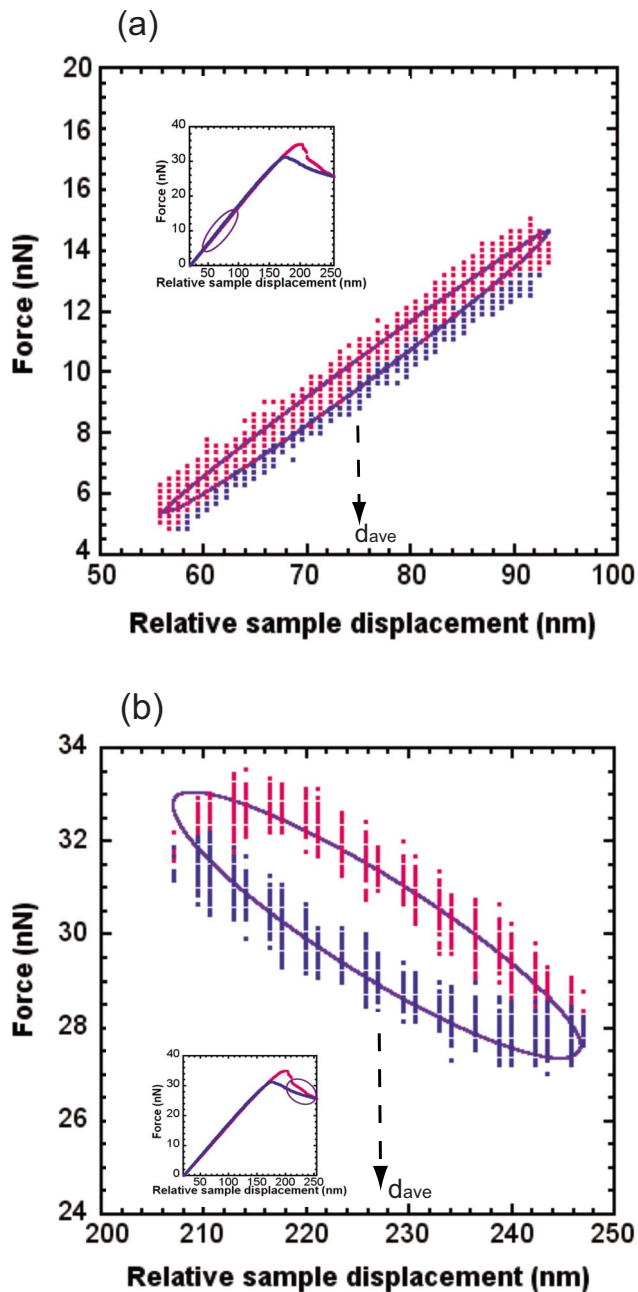 (a)
20
18
16
14
12
10
8
6
4
Force (nN)
50 60 70 80 90 100
Relative sample displacement (nm)
40
30
20
10
0
Force (nN)
50 100 150 200 250
Relative sample displacement (nm)
dave
(b)
34
32
30
28
26
24
Force (nN)
200 210 220 230 240 250
Relative sample displacement (nm)
40
30
20
10
0
Force (nN)
50 100 150 200 250
Relative sample displacement (nm)
dave